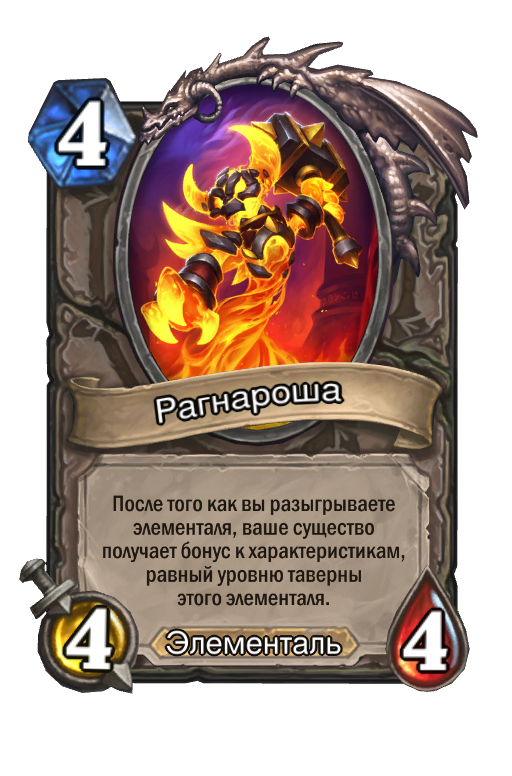 4
Рагнароша
После того как вы разыгрываете
элементаля, ваше существо
получает бонус к характеристикам,
равный уровню таверны
этого элементаля.
4
Элементаль
4